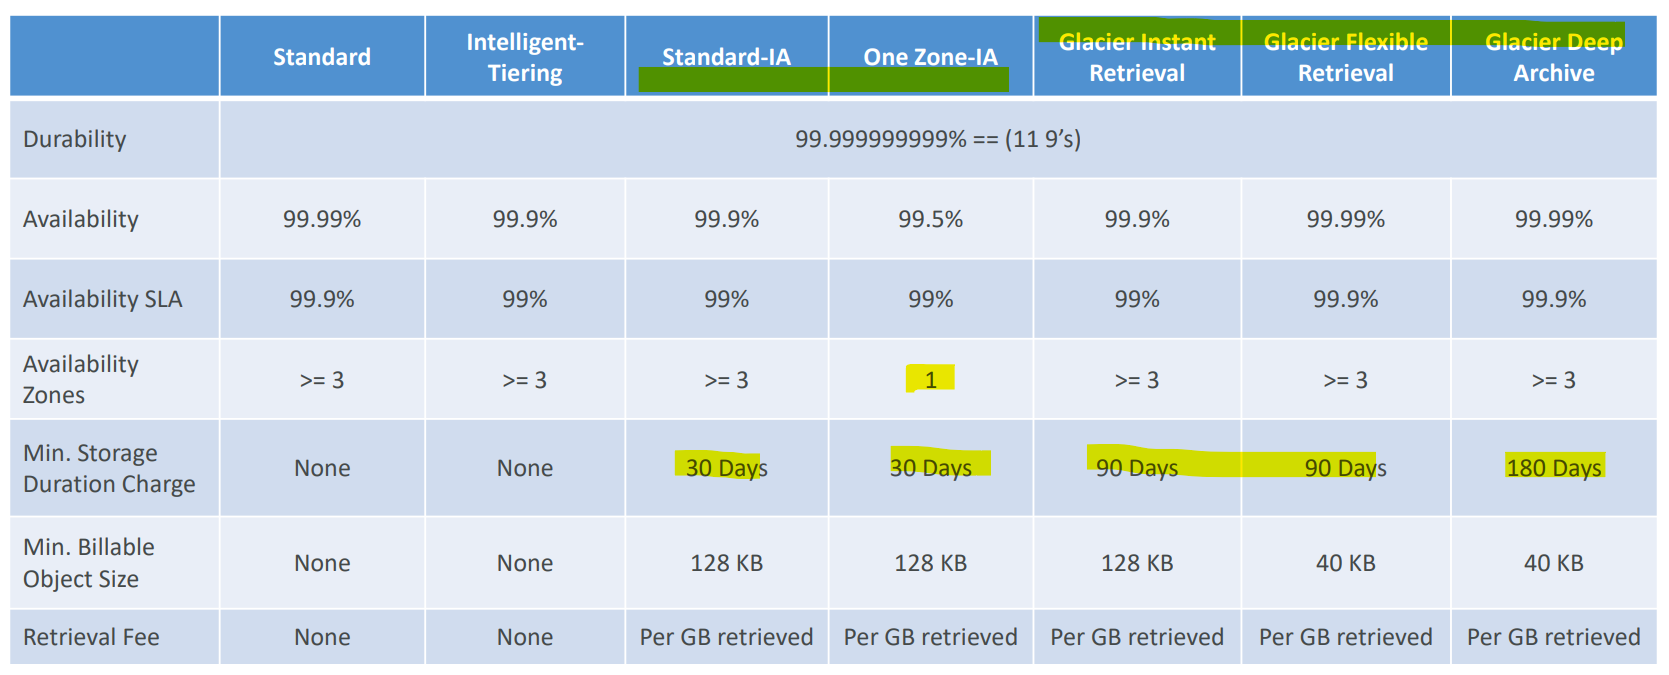 Standard
Intelligent-
Tiering
Standard-IA
One Zone-IA
Glacier Instant
Retrieval
Glacier Flexible
Retrieval
Glacier Deep
Archive
Durability
99.999999999% == (11 9’s)
Availability
99.99%
99.9%
99.9%
99.5%
99.9%
99.99%
99.99%
Availability SLA
99.9%
99%
99%
99%
99%
99.9%
99.9%
Availability
Zones
>= 3
>= 3
>= 3
1
>= 3
>= 3
>= 3
Min. Storage
Duration Charge
None
None
30 Days
30 Days
90 Days
90 Days
180 Days
Min. Billable
Object Size
None
None
128 KB
128 KB
128 KB
40 KB
40 KB
Retrieval Fee
None
None
Per GB retrieved
Per GB retrieved
Per GB retrieved
Per GB retrieved
Per GB retrieved